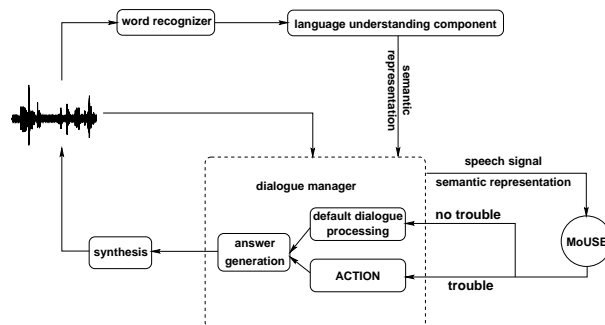 word recognizer
language understanding component
semantic
representation
speech signal
semantic representation
dialogue manager
default dialogue
processing
no trouble
MoUSE
synthesis
answer
generation
ACTION
trouble